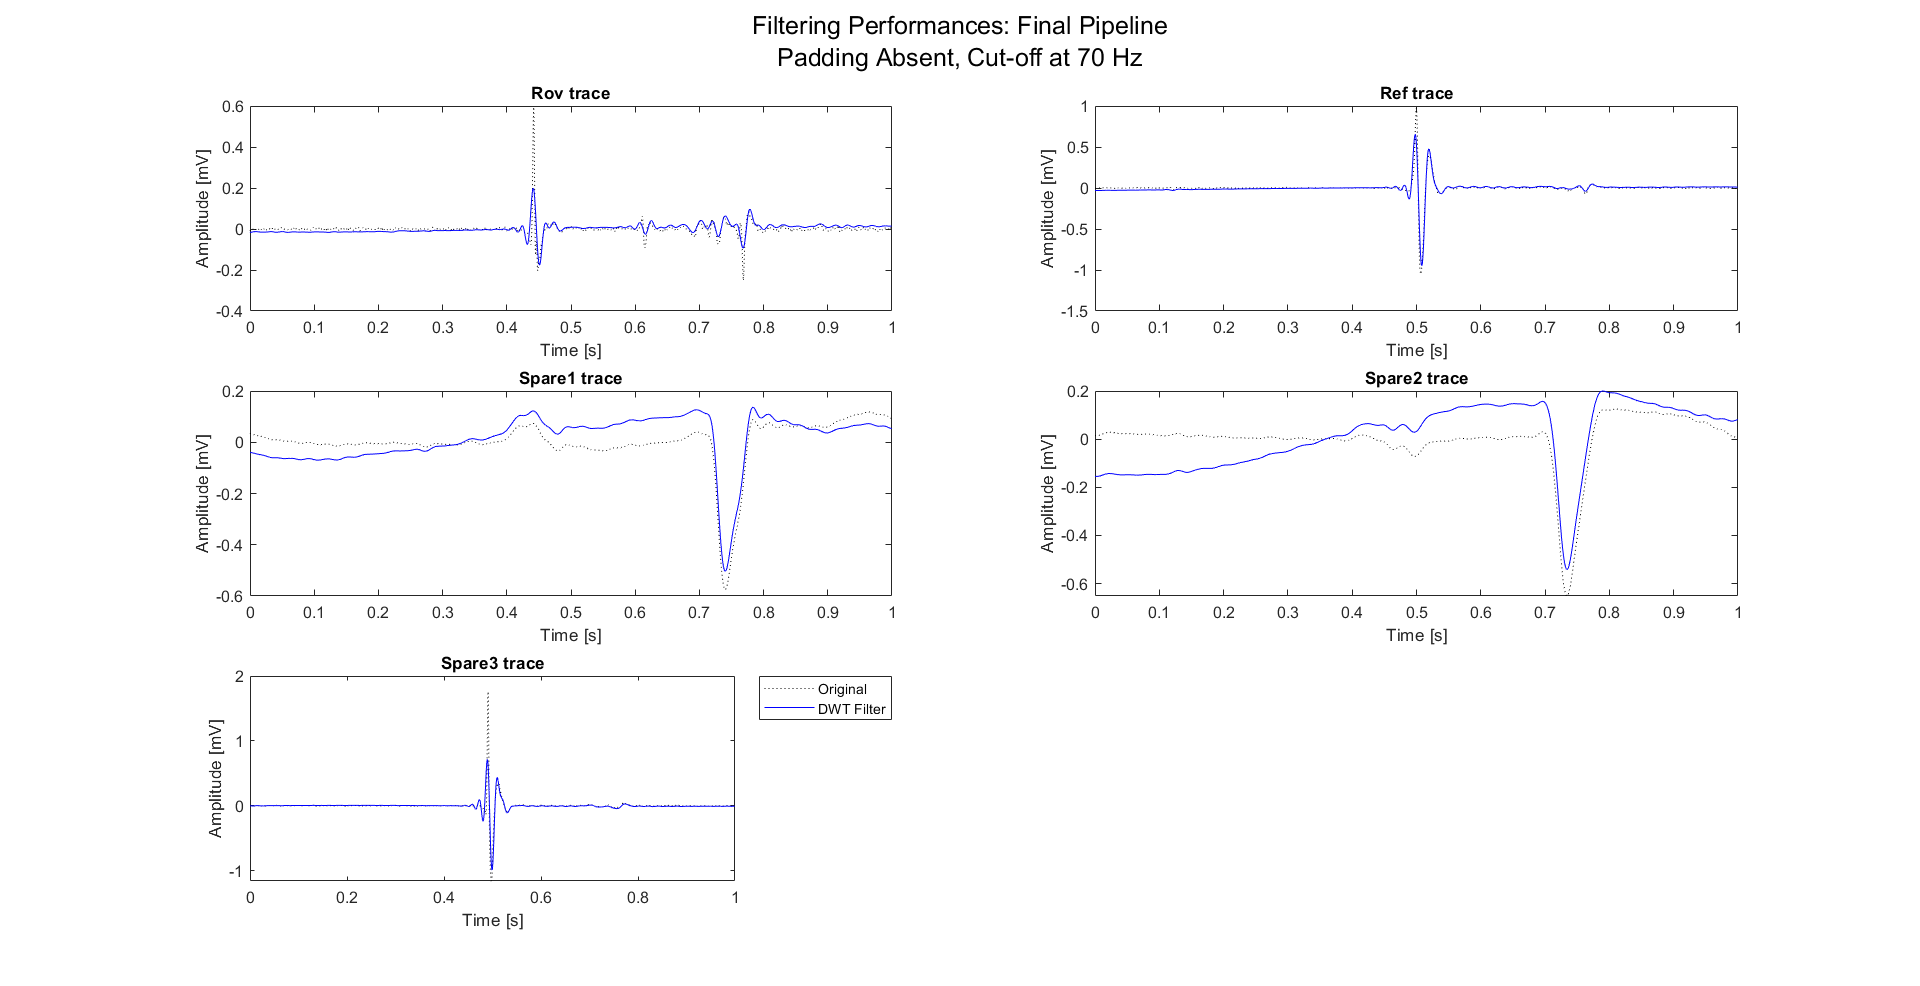 Filtering Performances: Final Pipeline
Padding Absent, Cut-off at 70 Hz
Rov trace
0.6
0.4
0.2
0
-0.2
-0.4
Amplitude [mV]
0 0.1 0.2 0.3 0.4 0.5 0.6 0.7 0.8 0.9 1
Time [s]
Ref trace
1
0.5
0
-0.5
-1
-1.5
Amplitude [mV]
0 0.1 0.2 0.3 0.4 0.5 0.6 0.7 0.8 0.9 1
Time [s]
Spare1 trace
0.2
0
-0.2
-0.4
-0.6
Amplitude [mV]
0 0.1 0.2 0.3 0.4 0.5 0.6 0.7 0.8 0.9 1
Time [s]
Spare2 trace
0.2
0
-0.2
-0.4
-0.6
Amplitude [mV]
0 0.1 0.2 0.3 0.4 0.5 0.6 0.7 0.8 0.9 1
Time [s]
Spare3 trace
2
1
0
-1
Amplitude [mV]
0 0.2 0.4 0.6 0.8 1
Time [s]
Original
DWT Filter